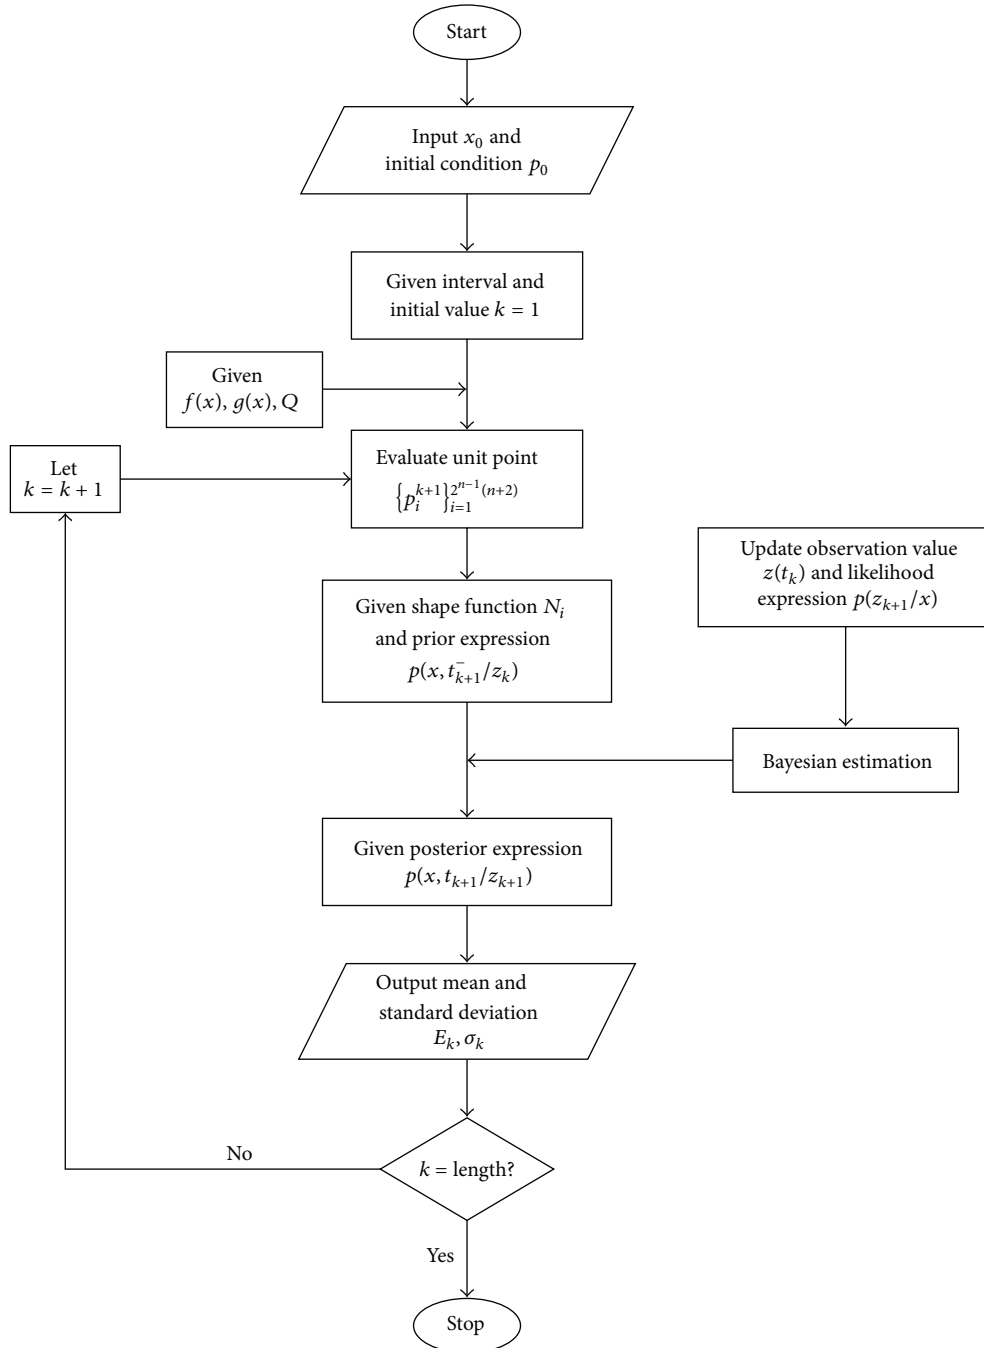 Start
Input x_0 and
initial condition p_0
Given interval and
initial value k = 1
Given
f(x), g(x), Q
Let
k = k + 1
Evaluate unit point
{p_i^{k+1}}_{i=1}^{2^{n-1}(n+2)}
Update observation value
z(t_k) and likelihood
expression p(z_{k+1}/x)
Given shape function N_i
and prior expression
p(x, t_{k+1}^-/z_k)
Bayesian estimation
Given posterior expression
p(x, t_{k+1}/z_{k+1})
Output mean and
standard deviation
E_k, σ_k
No
k = length?
Yes
Stop